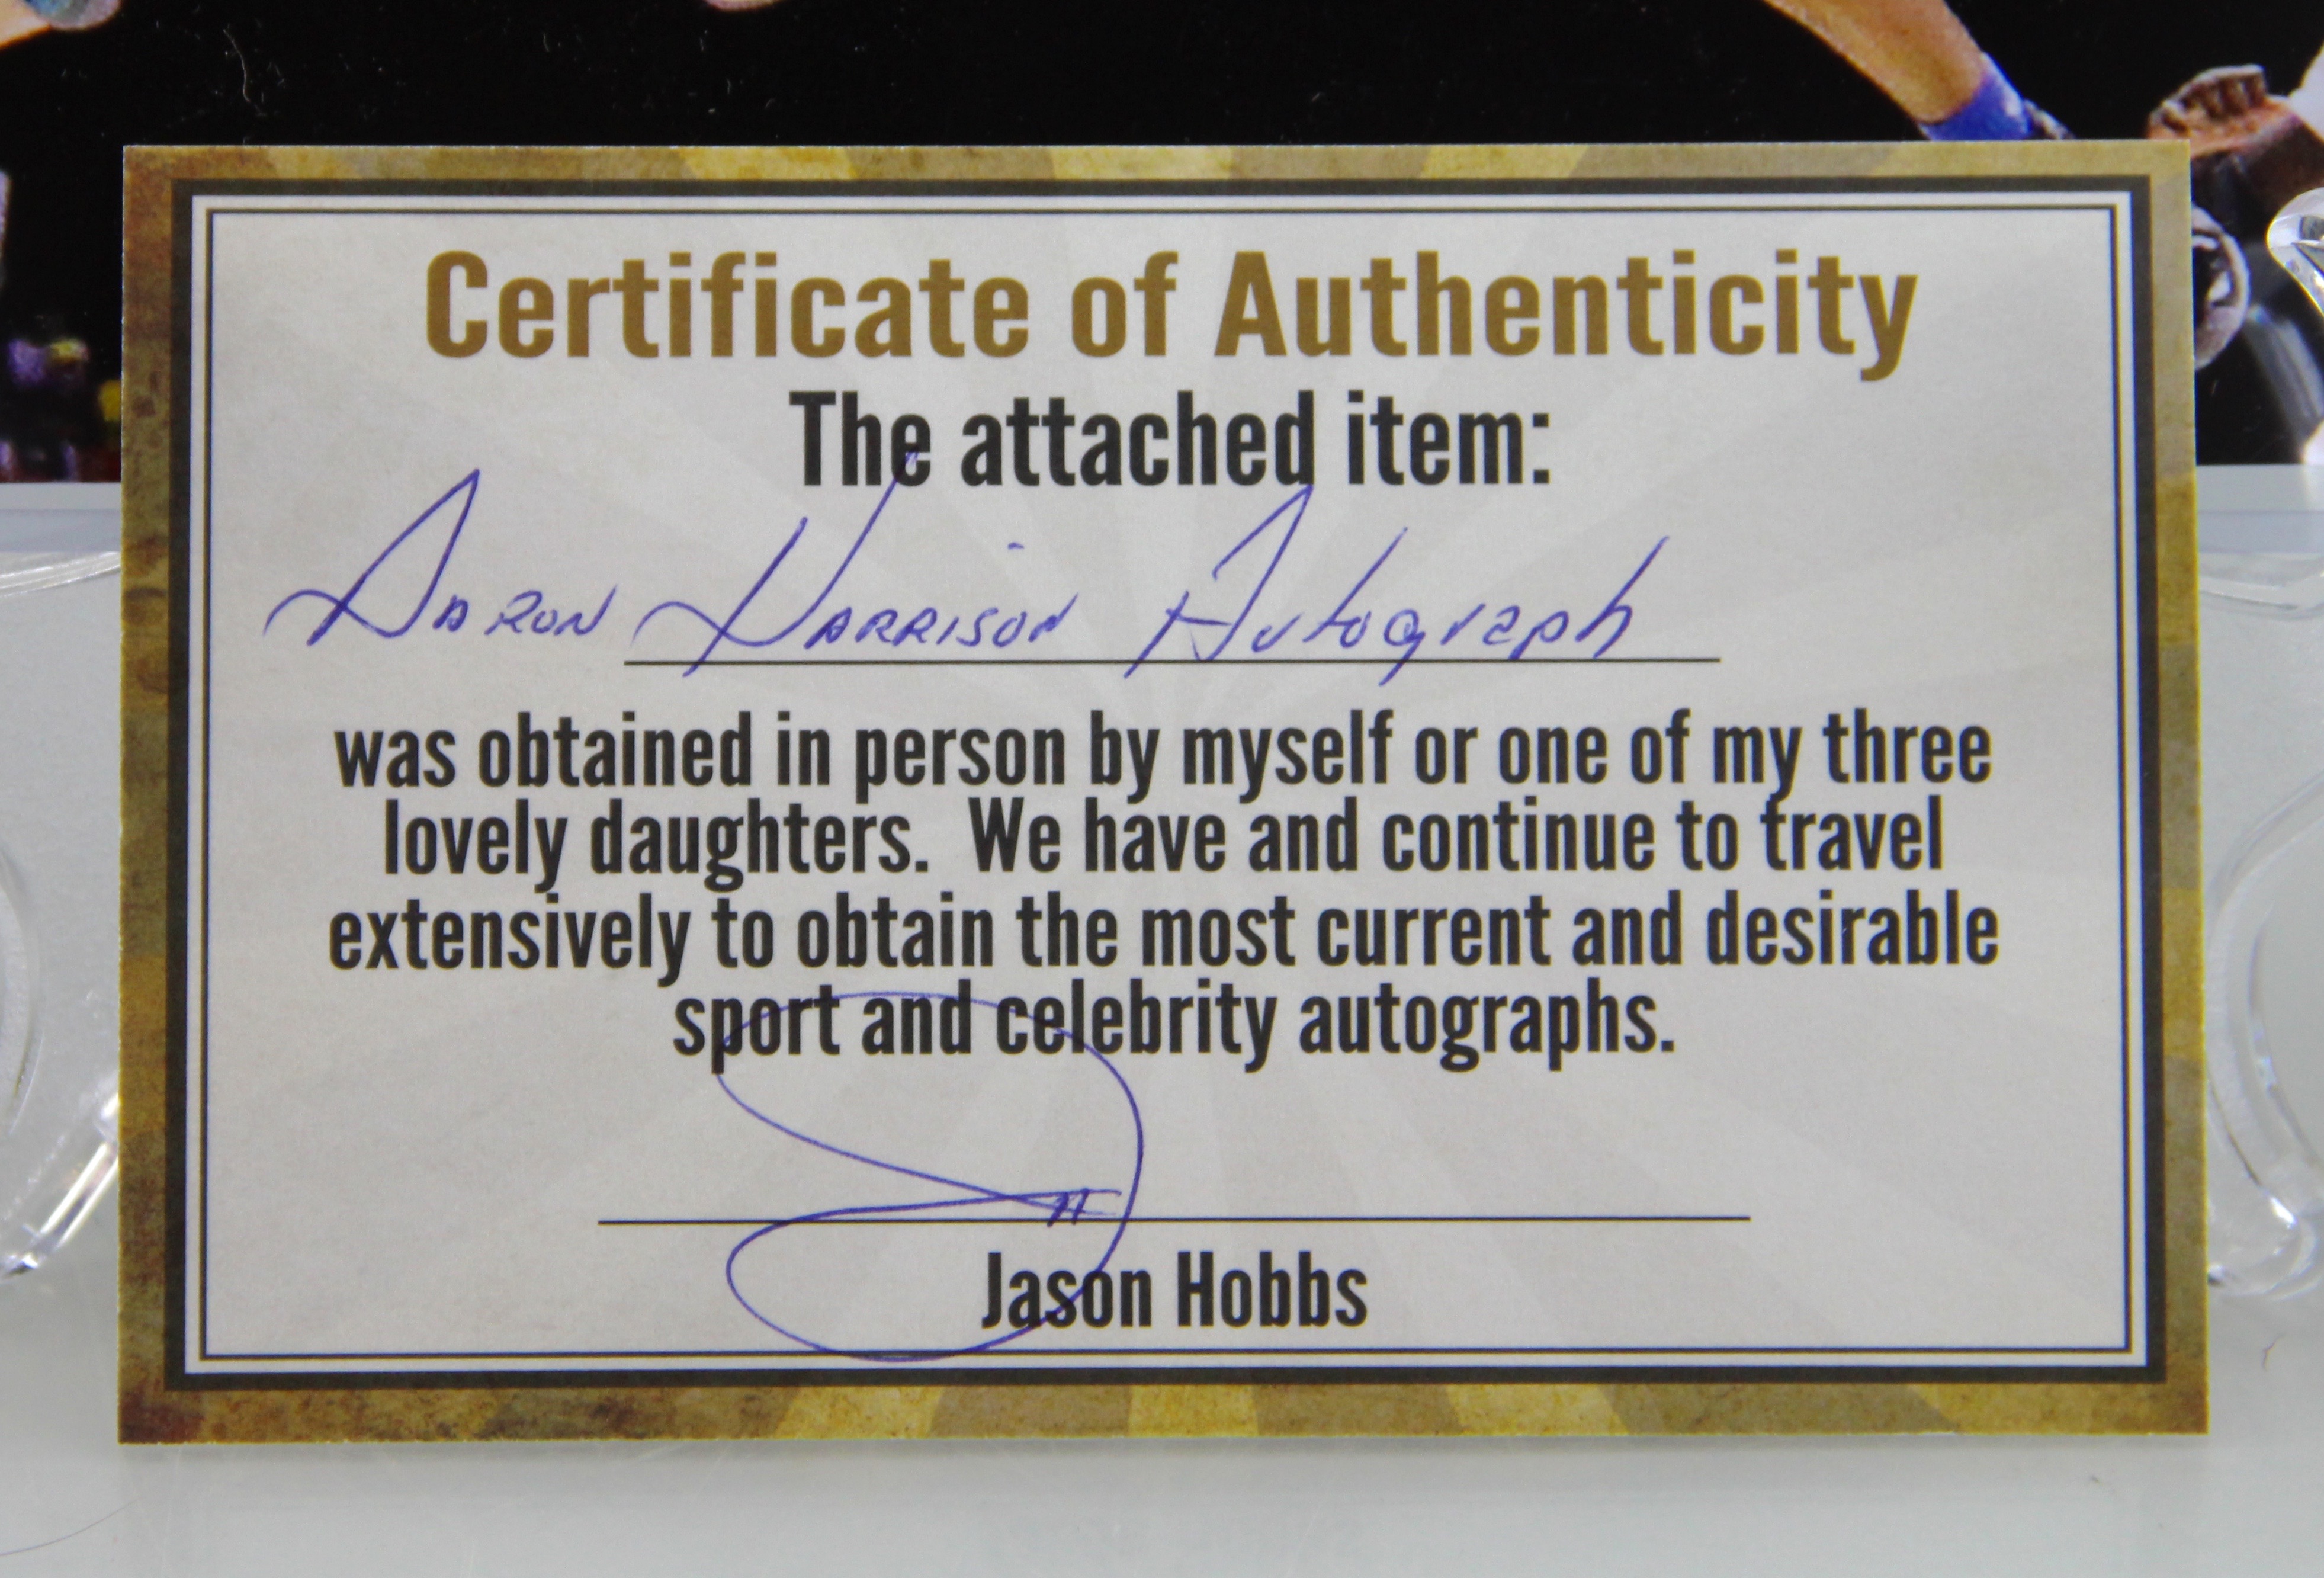 Certificate of Authenticity
The attached item:
Aaron Harrison Autograph
was obtained in person by myself or one of my three
lovely daughters. We have and continue to travel
extensively to obtain the most current and desirable
sport and celebrity autographs.
Jason Hobbs